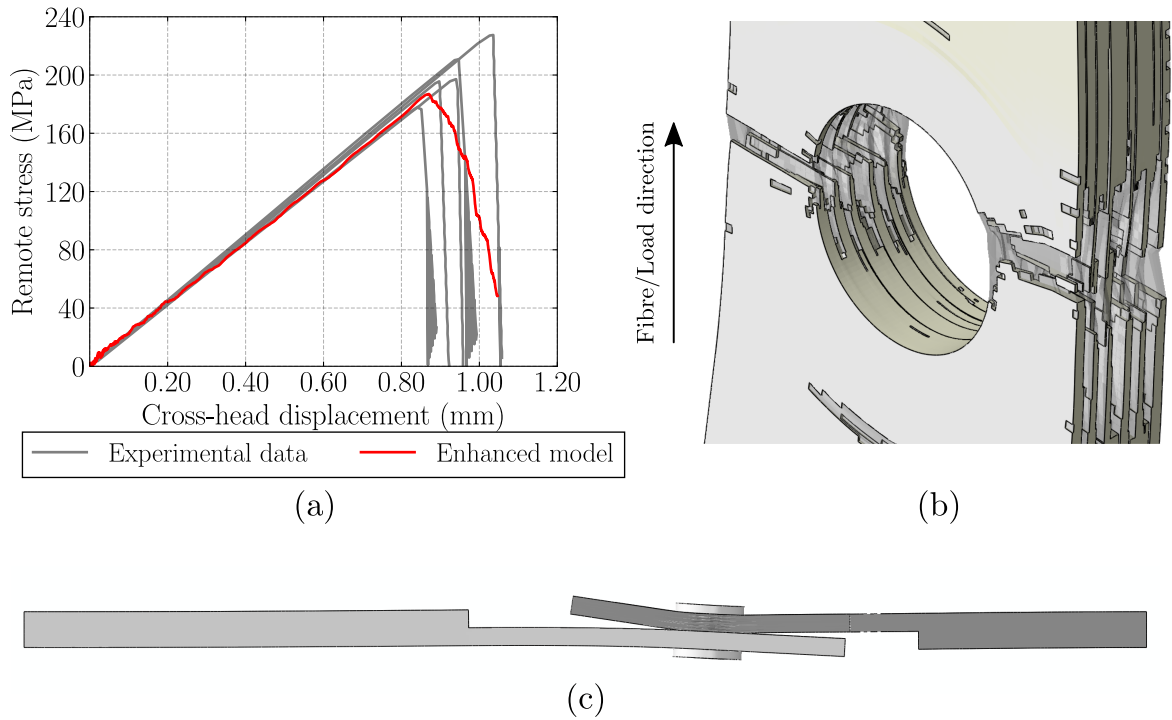 240
200
160
120
80
40
0
Remote stress (MPa)
0.20 0.40 0.60 0.80 1.00 1.20
Cross-head displacement (mm)
Experimental data Enhanced model
(a)
Fibre/Load direction
(b)
(c)